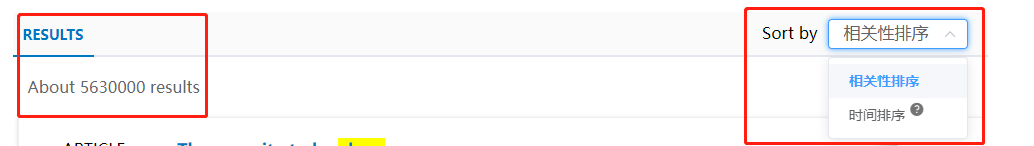 RESULTS
Sort by 相关性排序
About 5630000 results
相关性排序
时间排序 ?
ARTICLE